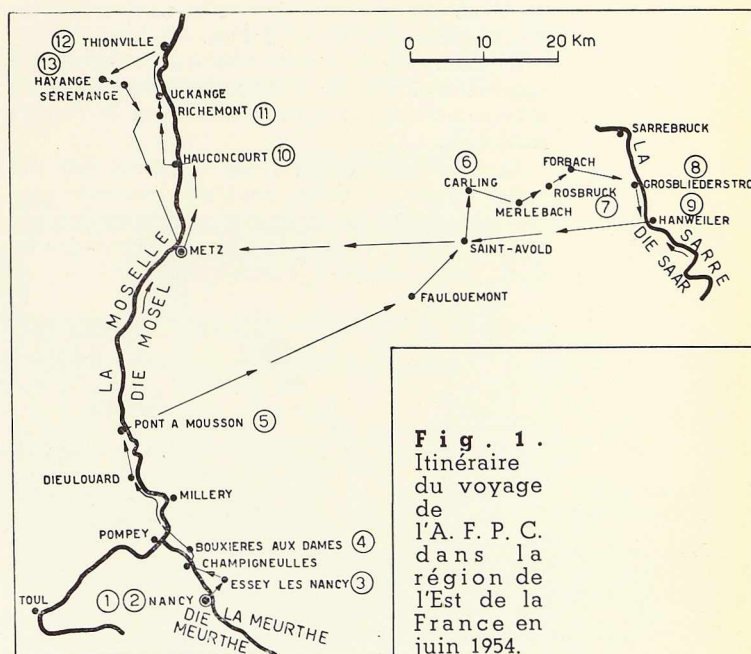 ⑫ THIONVILLE
⑬
HAYANGE
SÉREMANGE
UCKANGE
RICHEMONT ⑪
HAUCONCOURT ⑩
METZ
0 10 20 Km
SARREBRUCK
LA SARRE
DIE SAAR
FORBACH
⑥
CARLING
ROSBRUCK
MERLEBACH ⑦
⑧
GROSBLIEDERSTRO
⑨
HANWEILER
SAINT-AVOLD
FAULQUEMONT
LA MOSELLE
DIE MOSEL
PONT A MOUSSON ⑤
DIEULOUARD
MILLERY
POMPEY
BOUXIERES AUX DAMES ④
CHAMPIGNEULLES
ESSEY LES NANCY ③
TOUL
① ② NANCY
LA MEURTHE
DIE MEURTHE
Fig. 1.
Itinéraire
du voyage
de
l'A. F. P. C.
dans la
région de
l'Est de la
France en
juin 1954.